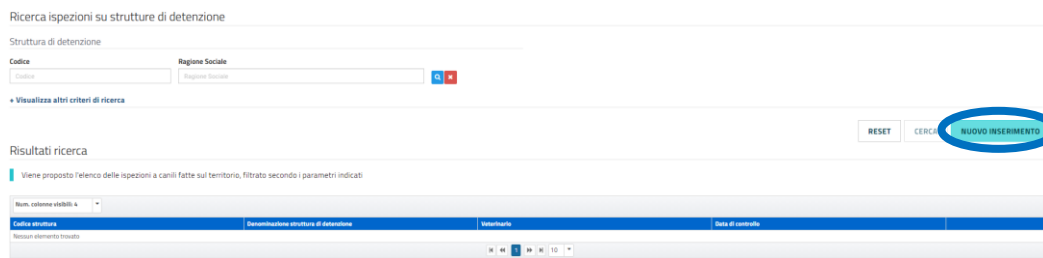 Ricerca ispezioni su strutture di detenzione
Struttura di detenzione
Codice Ragione Sociale
Codice Ragione Sociale
+ Visualizza altri criteri di ricerca
RESET CERCA NUOVO INSERIMENTO
Risultati ricerca
Viene proposto l'elenco delle ispezioni a canili fatte sul territorio, filtrato secondo i parametri indicati
Num. colonne visibili: 4
Codice struttura Denominazione struttura di detenzione Veterinario Data di controllo
Nessun elemento trovato
1 10